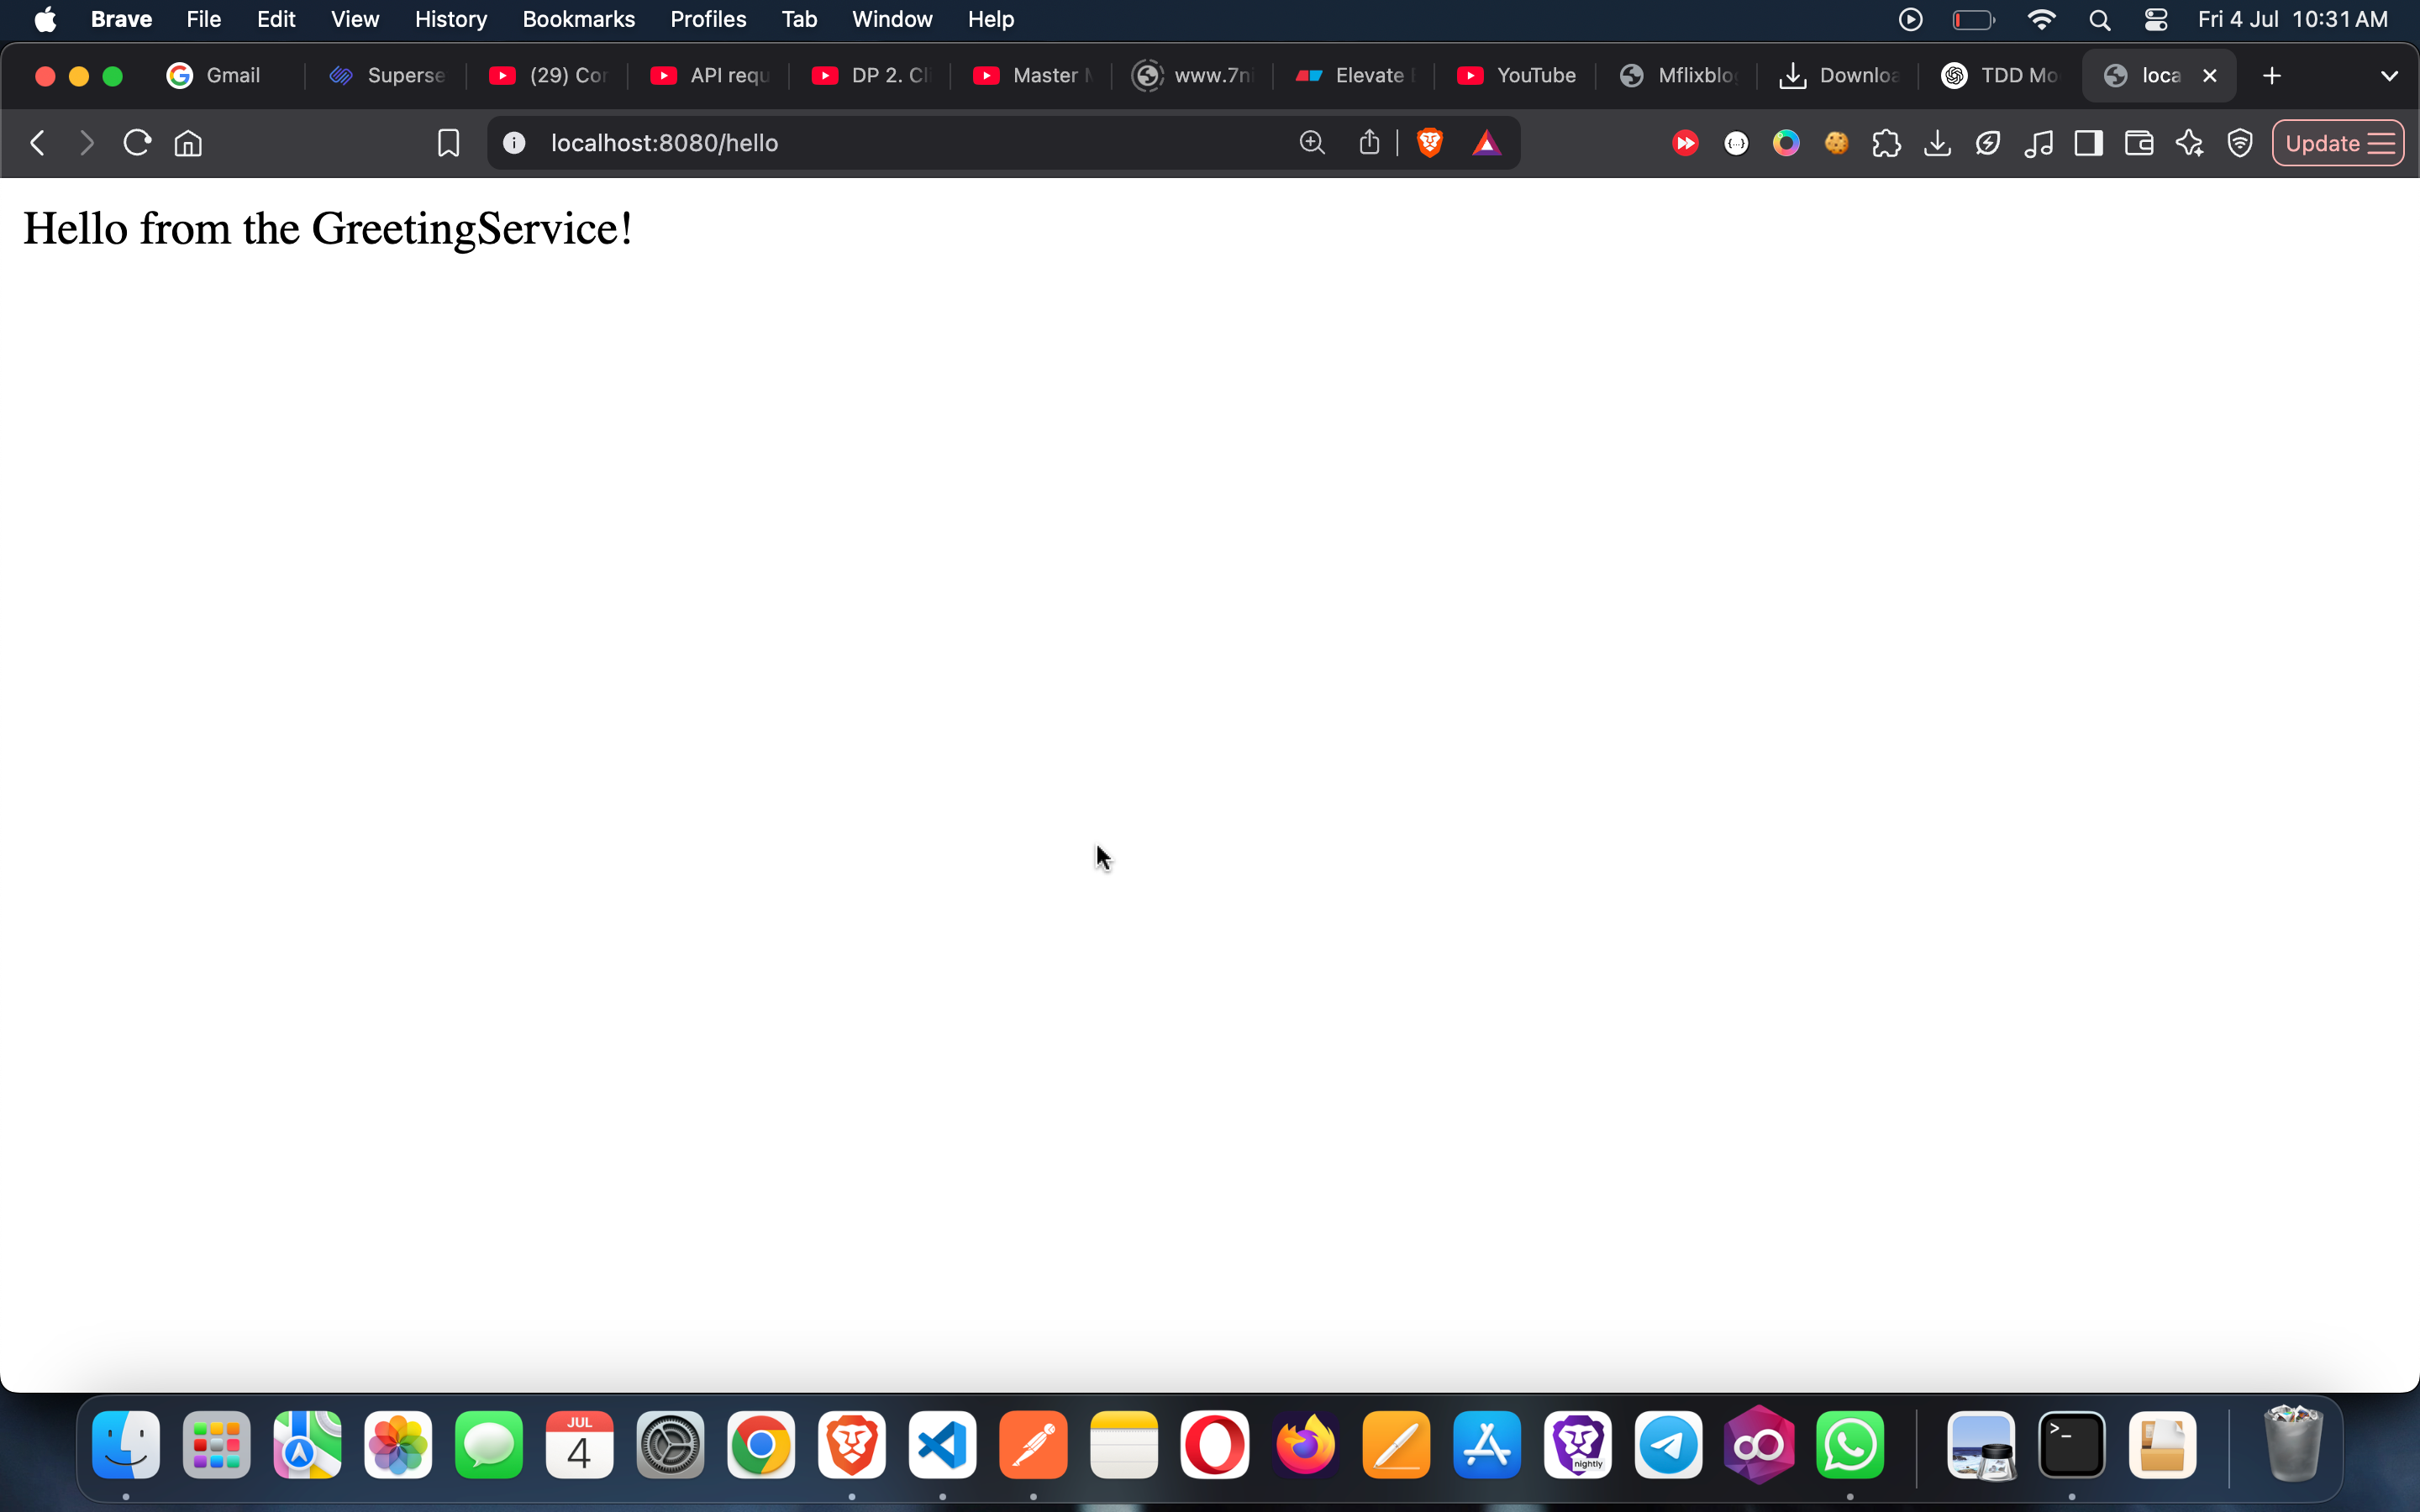 Brave File Edit View History Bookmarks Profiles Tab Window Help Fri 4 Jul 10:31 AM
Gmail Superse (29) Cor API requ DP 2. Cli Master www.7ni Elevate YouTube Mflixblo Downloa TDD Mo loca
localhost:8080/hello Update
Hello from the GreetingService!
JUL
4
nightly